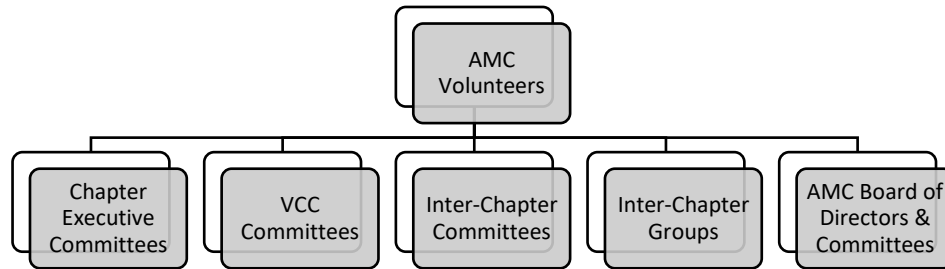 AMC
Volunteers
Chapter
Executive
Committees
VCC
Committees
Inter-Chapter
Committees
Inter-Chapter
Groups
AMC Board of
Directors &
Committees